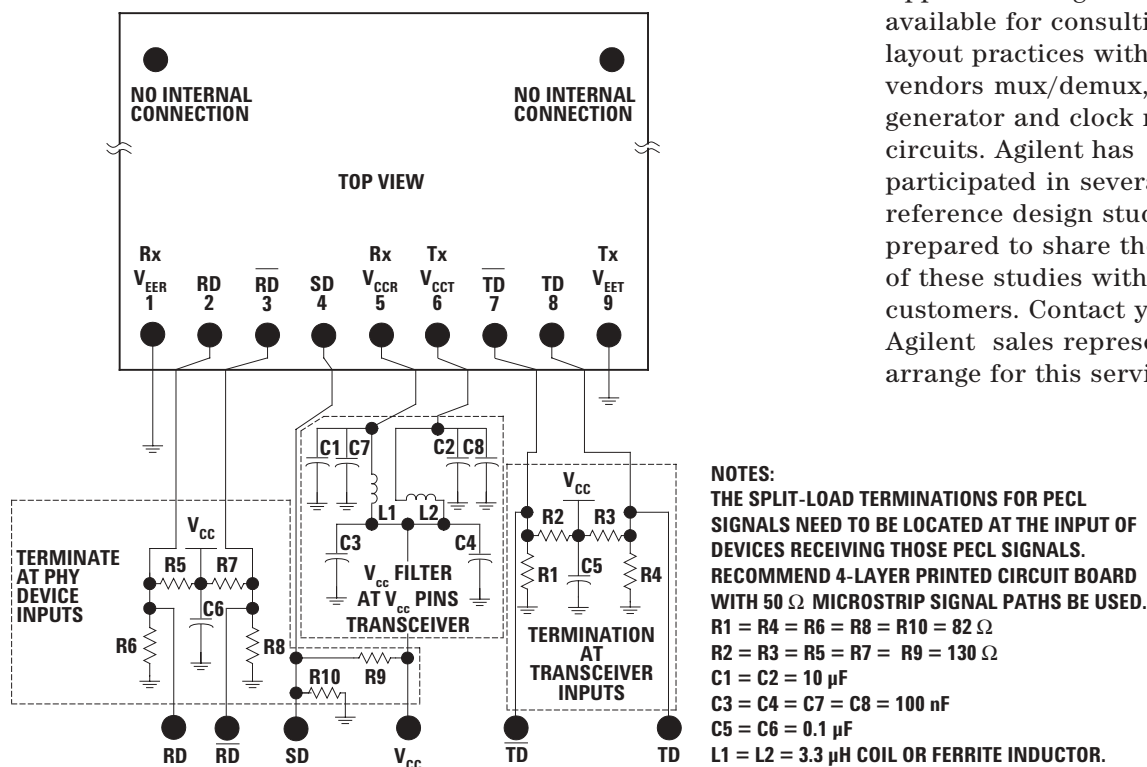 available for consulti
layout practices with
vendors mux/demux,
generator and clock
circuits. Agilent has
participated in severa
reference design stud
prepared to share th
of these studies with
customers. Contact y
Agilent sales represe
arrange for this servi
NO INTERNAL
CONNECTION
NO INTERNAL
CONNECTION
TOP VIEW
Rx
VEER
1
RD
2
RD
3
SD
4
Rx
VCCR
5
Tx
VCCT
6
TD
7
TD
8
Tx
VEET
9
C1 C7
C2 C8
L1 L2
C3
C4
Vcc FILTER
AT Vcc PINS
TRANSCEIVER
R9
R10
TERMINATE
AT PHY
DEVICE
INPUTS
Vcc
R5 R7
C6
R6
R8
Vcc
R2 R3
C5
R1
R4
TERMINATION
AT
TRANSCEIVER
INPUTS
RD
RD
SD
Vcc
TD
TD
NOTES:
THE SPLIT-LOAD TERMINATIONS FOR PECL
SIGNALS NEED TO BE LOCATED AT THE INPUT OF
DEVICES RECEIVING THOSE PECL SIGNALS.
RECOMMEND 4-LAYER PRINTED CIRCUIT BOARD
WITH 50 Ω MICROSTRIP SIGNAL PATHS BE USED.
R1 = R4 = R6 = R8 = R10 = 82 Ω
R2 = R3 = R5 = R7 = R9 = 130 Ω
C1 = C2 = 10 µF
C3 = C4 = C7 = C8 = 100 nF
C5 = C6 = 0.1 µF
L1 = L2 = 3.3 µH COIL OR FERRITE INDUCTOR.